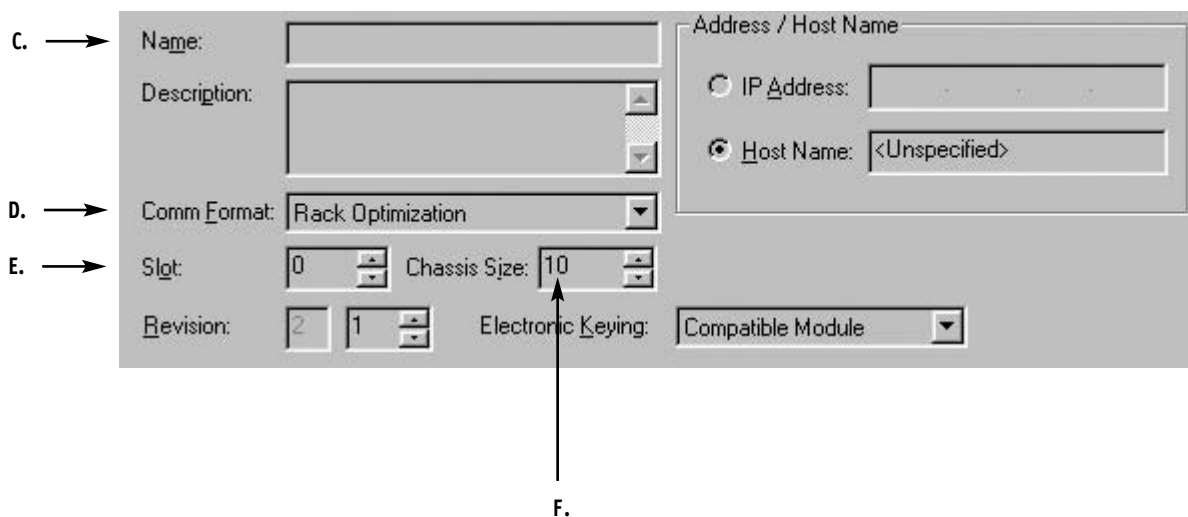 Address / Host Name
C. Name:
Description:
IP Address: . . .
Host Name: <Unspecified>
D. Comm Format: Rack Optimization
E. Slot: 0 Chassis Size: 10
Revision: 2 1 Electronic Keying: Compatible Module
F.